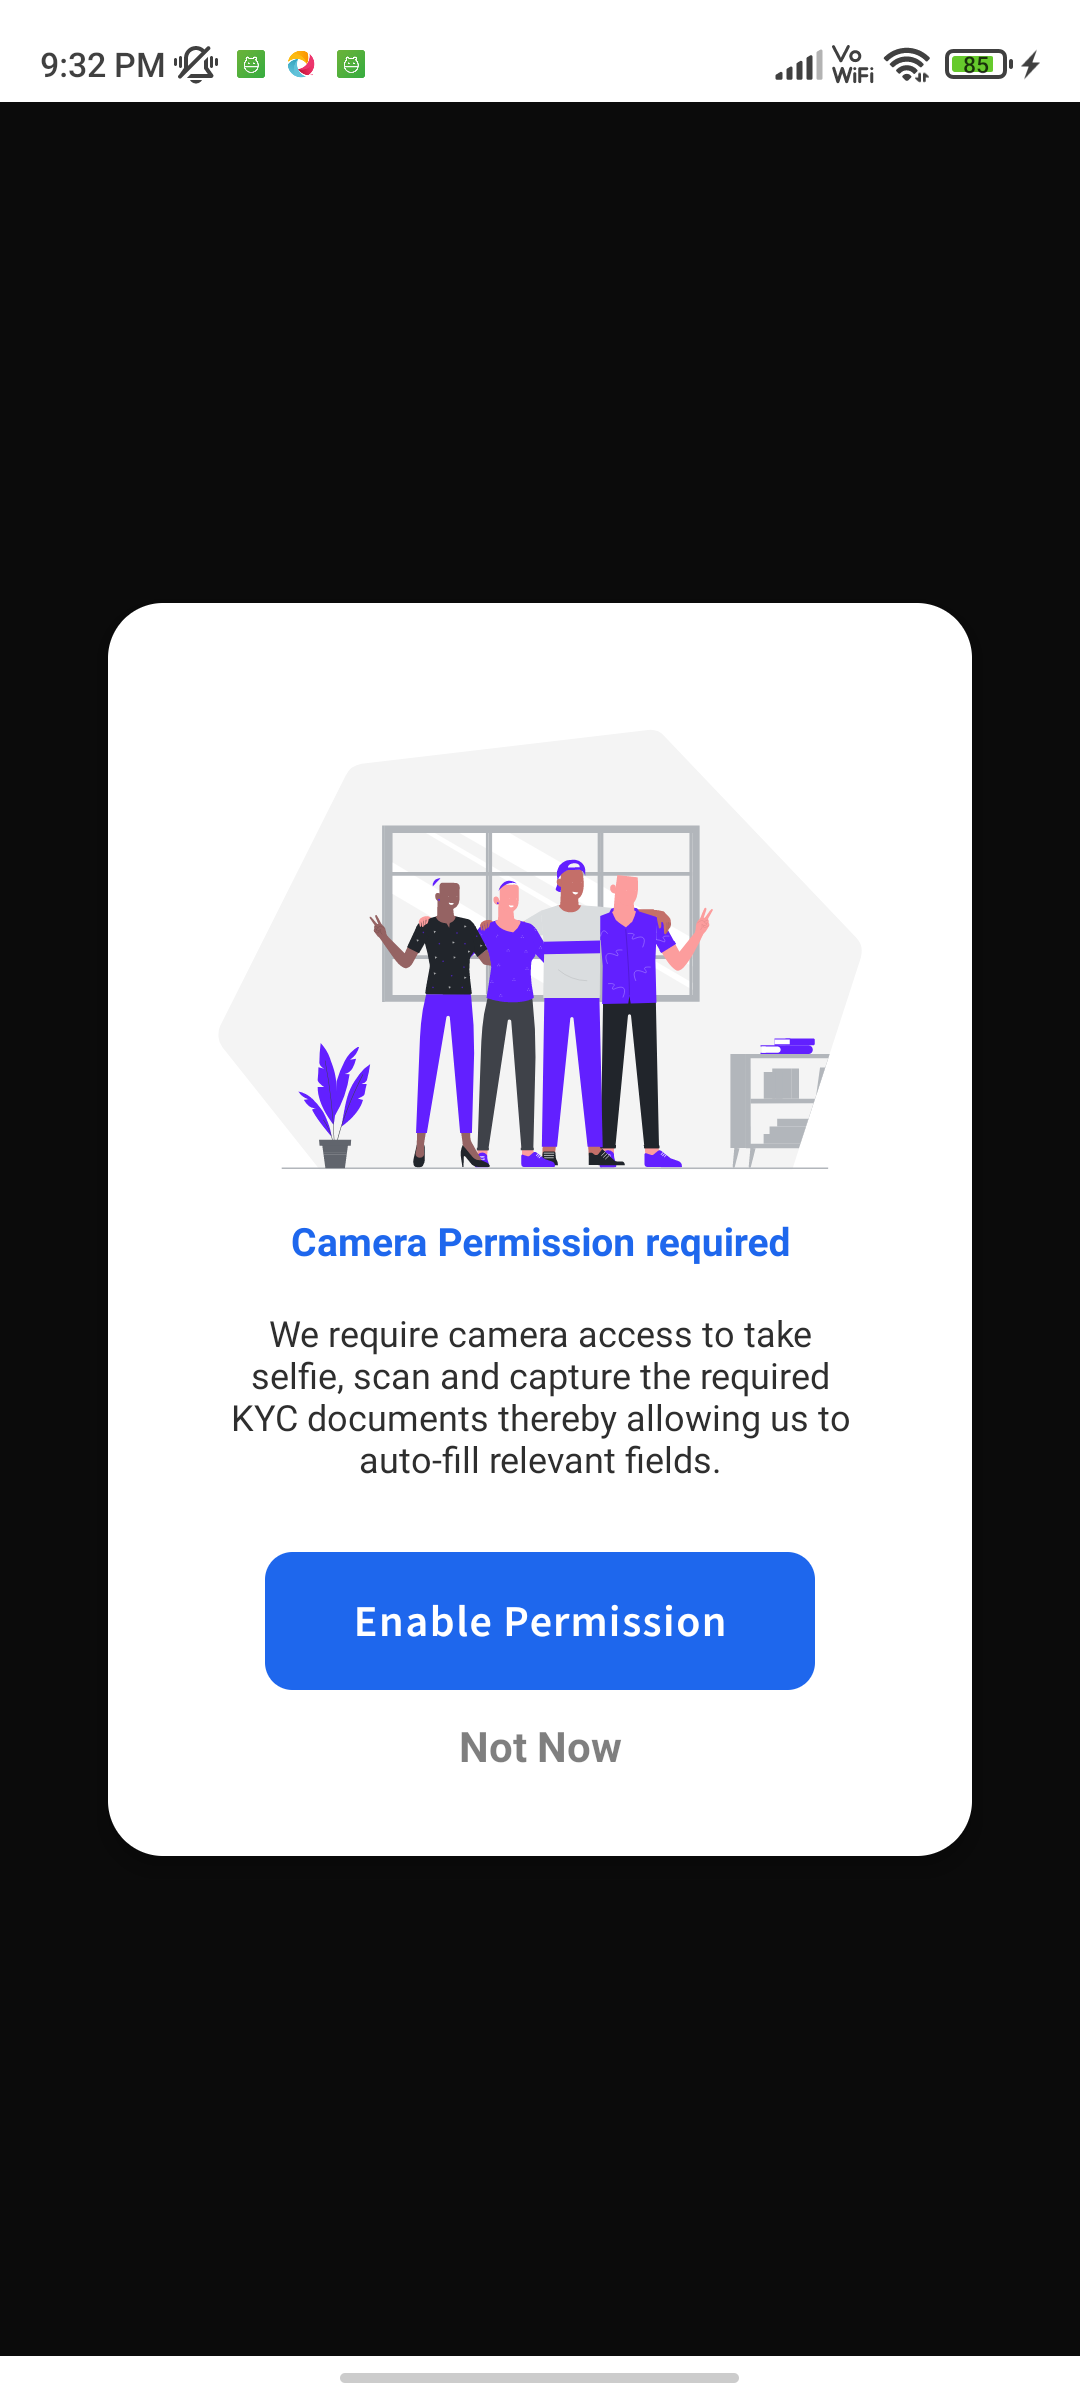 9:32 PM
Vo
WiFi
85
Camera Permission required
We require camera access to take
selfie, scan and capture the required
KYC documents thereby allowing us to
auto-fill relevant fields.
Enable Permission
Not Now